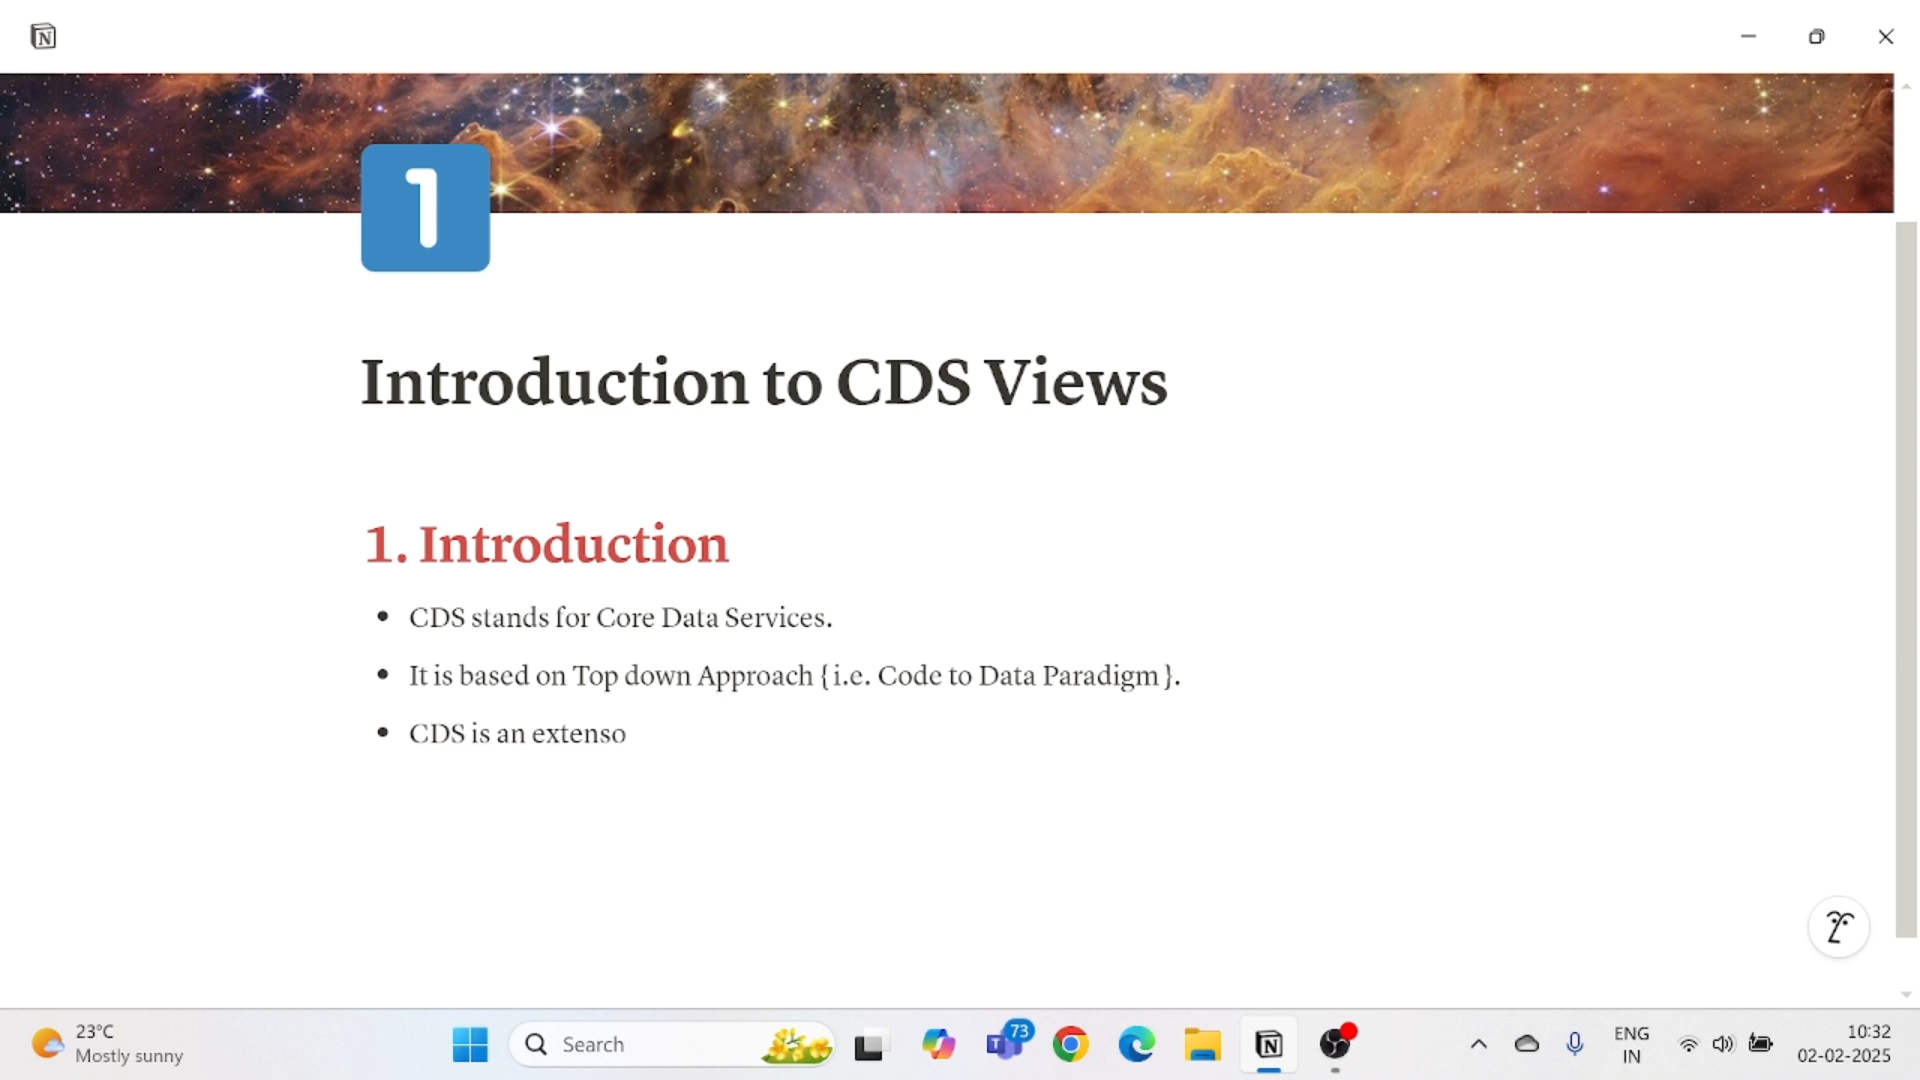 1
Introduction to CDS Views
1. Introduction
• CDS stands for Core Data Services.
• It is based on Top down Approach {i.e. Code to Data Paradigm}.
• CDS is an extenso
23°C
Mostly sunny
Search
73
ENG
IN
10:32
02-02-2025